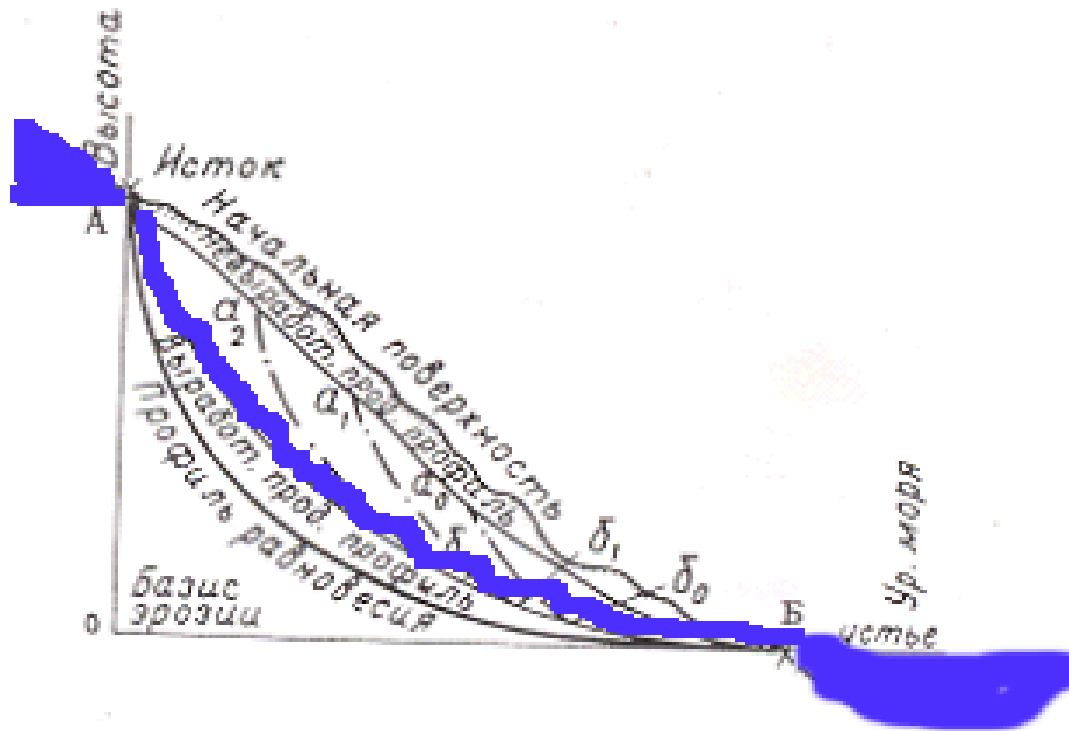 Высота
Исток
А
Начальная поверхность
Невыработ. прод. профиль
а₂
а₁
а₀
Выработ. прод. профиль
Профиль равновесия
б₁
б₀
Базис
эрозии
0
Б
устье
Ур. моря